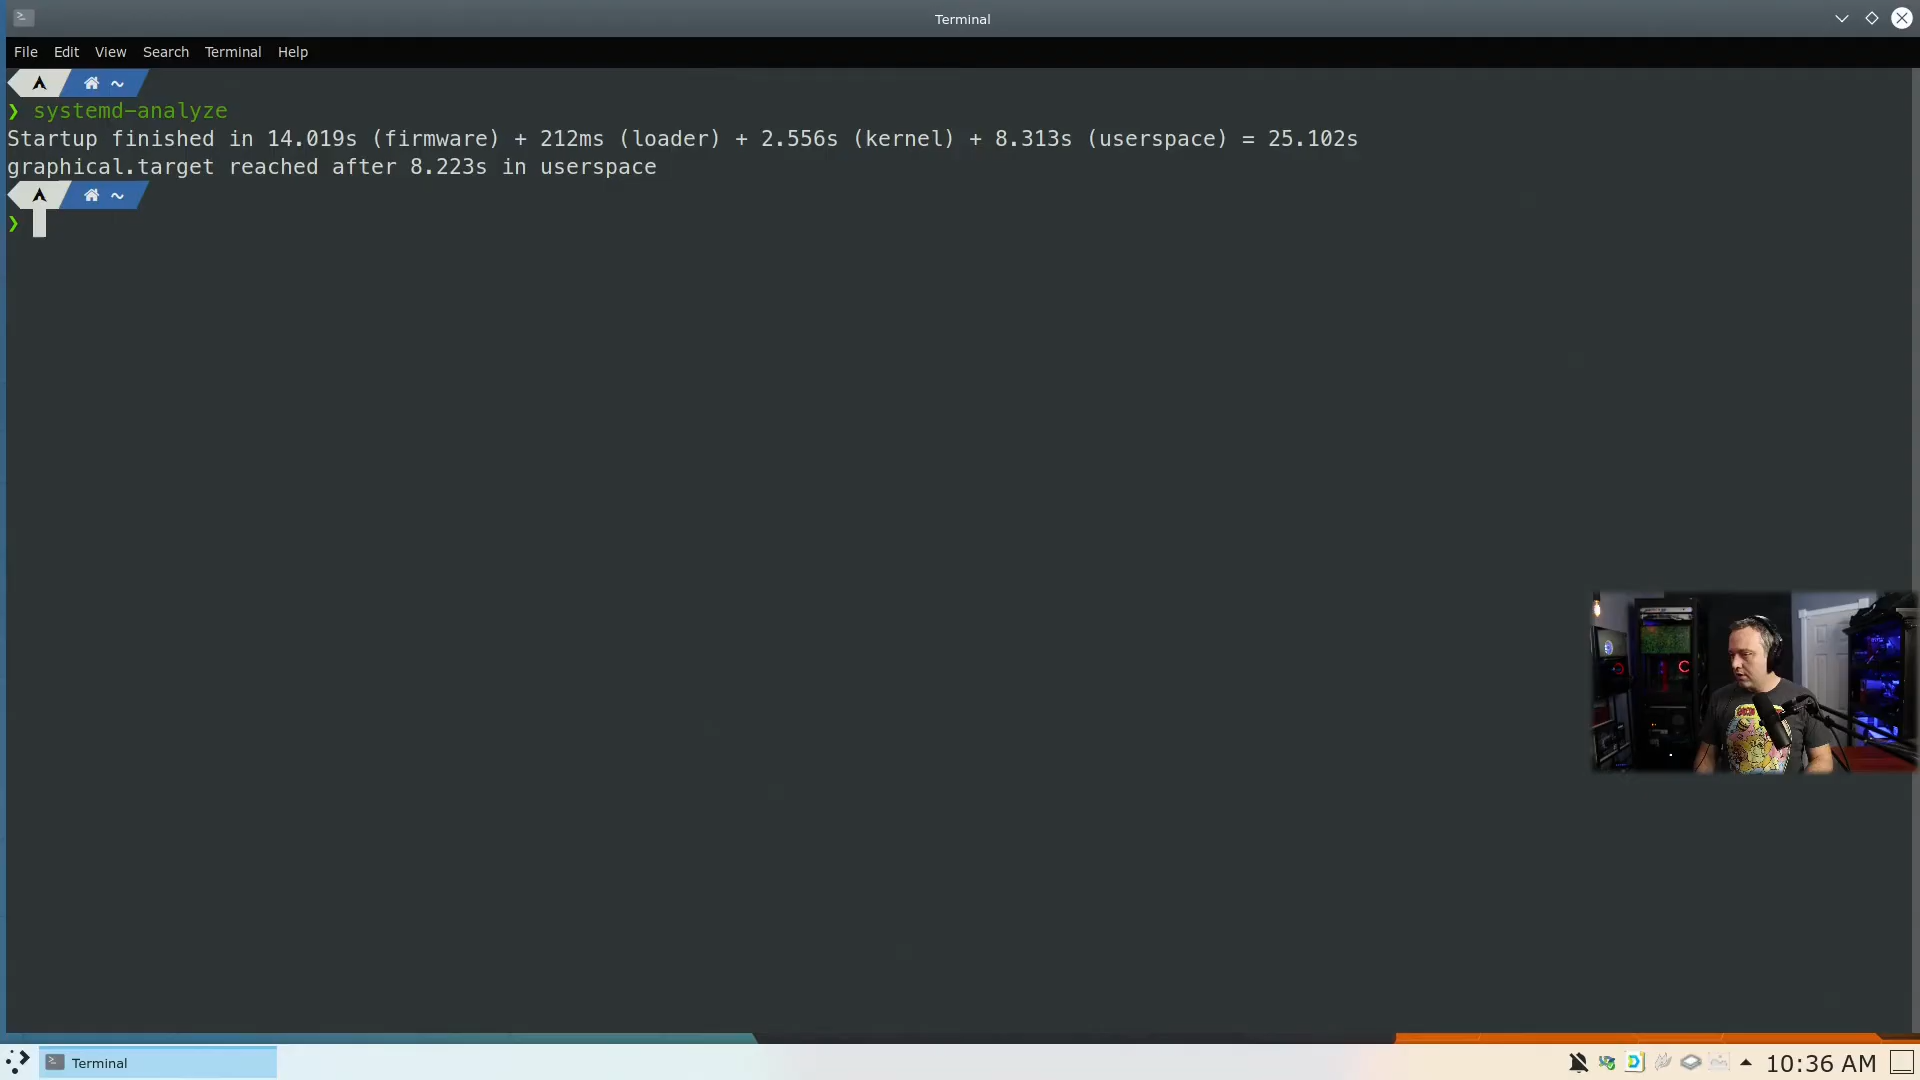 Terminal
File Edit View Search Terminal Help
~
❯ systemd-analyze
Startup finished in 14.019s (firmware) + 212ms (loader) + 2.556s (kernel) + 8.313s (userspace) = 25.102s
graphical.target reached after 8.223s in userspace
~
❯
Terminal
10:36 AM